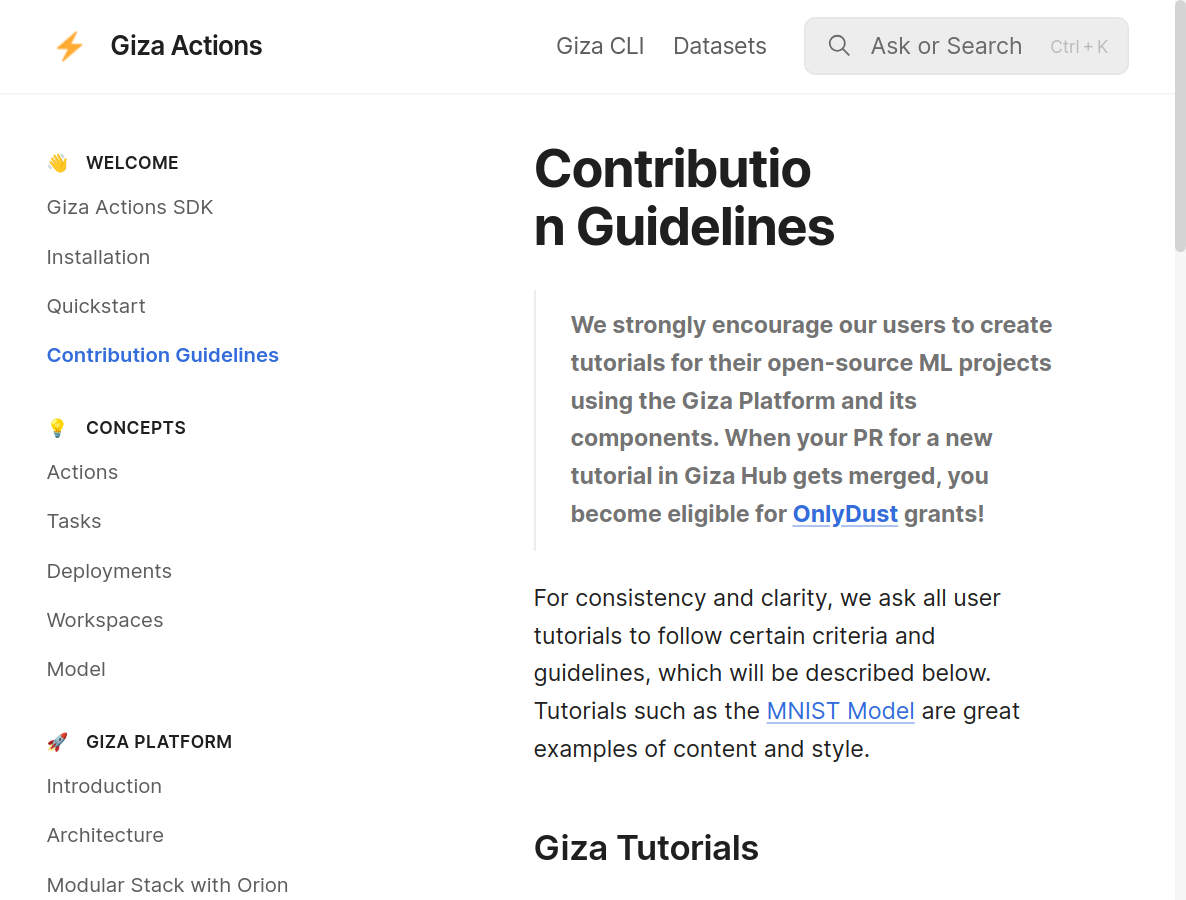 ⚡ Giza Actions
Giza CLI
Datasets
Ask or Search
Ctrl + K
👋 WELCOME
Giza Actions SDK
Installation
Quickstart
Contribution Guidelines
💡 CONCEPTS
Actions
Tasks
Deployments
Workspaces
Model
🚀 GIZA PLATFORM
Introduction
Architecture
Modular Stack with Orion
Contributio
n Guidelines
We strongly encourage our users to create
tutorials for their open-source ML projects
using the Giza Platform and its
components. When your PR for a new
tutorial in Giza Hub gets merged, you
become eligible for OnlyDust grants!
For consistency and clarity, we ask all user
tutorials to follow certain criteria and
guidelines, which will be described below.
Tutorials such as the MNIST Model are great
examples of content and style.
Giza Tutorials